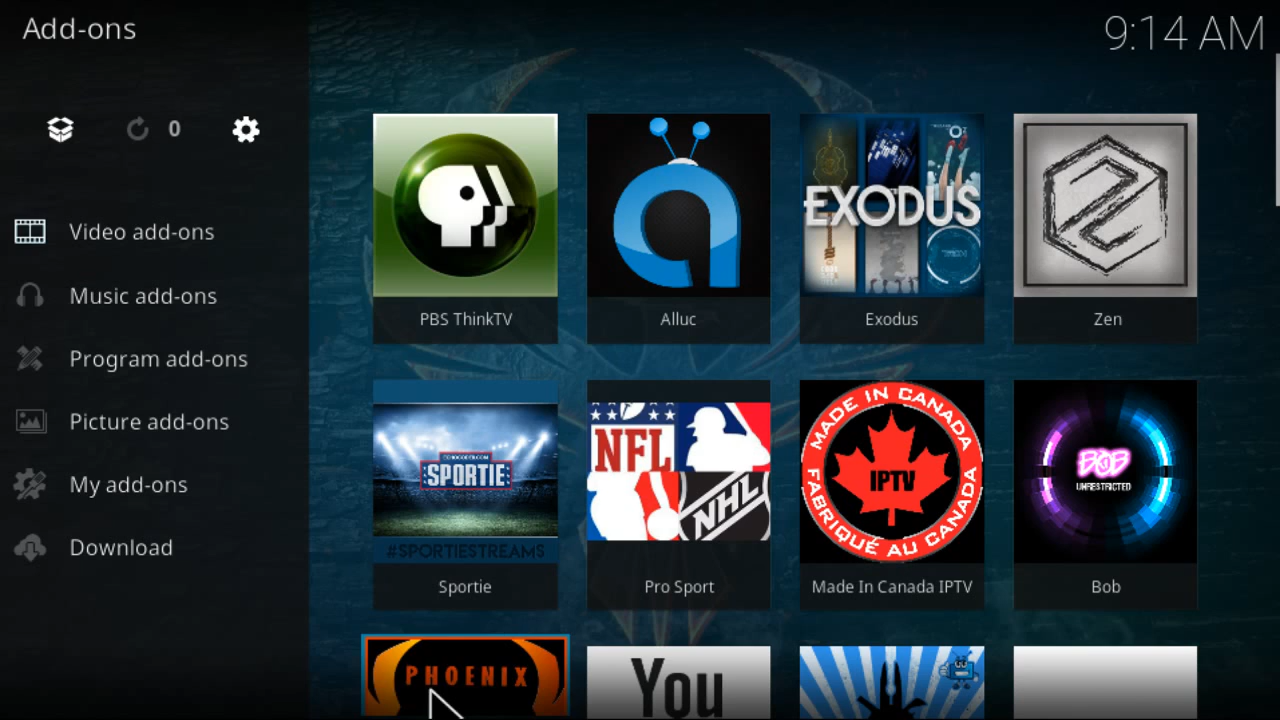 Add-ons
9:14 AM
0
Video add-ons
Music add-ons
Program add-ons
Picture add-ons
My add-ons
Download
EXODUS
PBS ThinkTV
Alluc
Exodus
Zen
SPORTIE
#SPORTIESTREAMS
NFL
NHL
MADE IN CANADA
IPTV
FABRIQUÉ AU CANADA
BOB
UNRESTRICTED
Sportie
Pro Sport
Made In Canada IPTV
Bob
PHOENIX
You